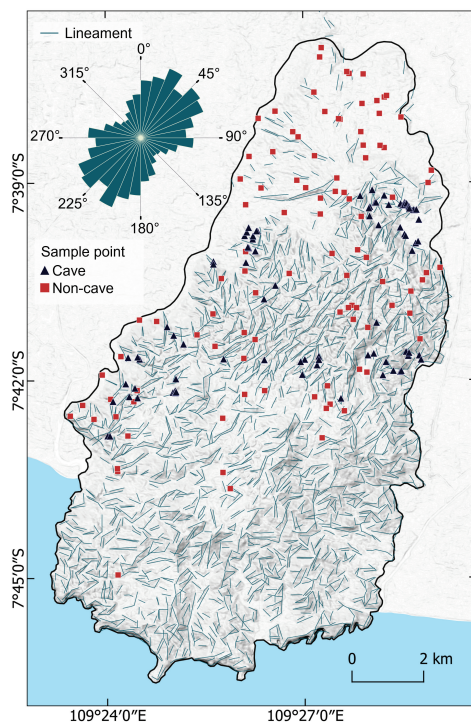 Lineament
0°
45°
90°
135°
180°
225°
270°
315°
Sample point
Cave
Non-cave
7°39'0"S
7°42'0"S
7°45'0"S
0 2 km
109°24'0"E 109°27'0"E